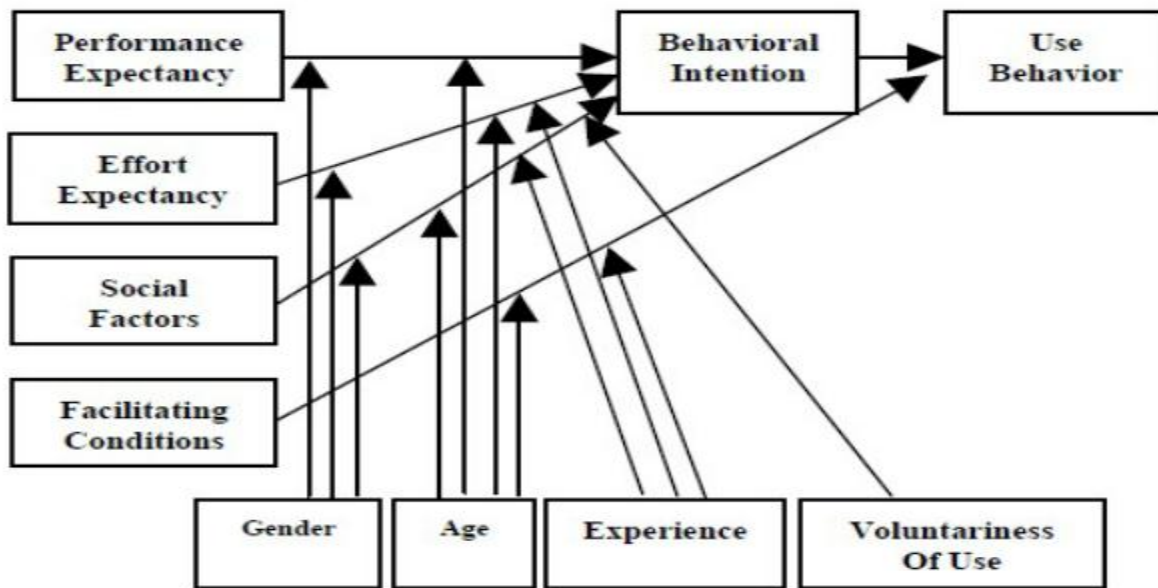 Performance
Expectancy
Behavioral
Intention
Use
Behavior
Effort
Expectancy
Social
Factors
Facilitating
Conditions
Gender
Age
Experience
Voluntariness
Of Use